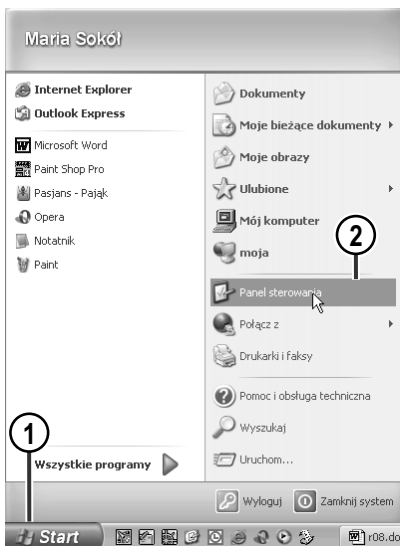 Maria Sokół
Internet Explorer
Outlook Express
Microsoft Word
Paint Shop Pro
Pasjans - Pająk
Opera
Notatnik
Paint
Wszystkie programy
Dokumenty
Moje bieżące dokumenty
Moje obrazy
Ulubione
Mój komputer
moja
2
Panel sterowania
Połącz z
Drukarki i faksy
Pomoc i obsługa techniczna
Wyszukaj
Uruchom...
1
Wyloguj
Zamknij system
Start
r08.do